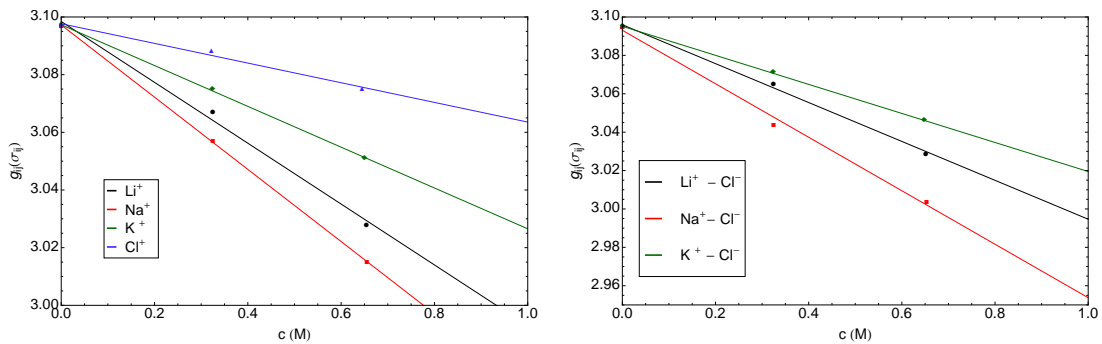 3.10
3.08
3.06
3.04
3.02
3.00
g_ij(σ_ij)
Li⁺
Na⁺
K⁺
Cl⁺
0.0 0.2 0.4 0.6 0.8 1.0
c (M)
3.10
3.08
3.06
3.04
3.02
3.00
2.98
2.96
g_ij(σ_ij)
Li⁺ – Cl⁻
Na⁺ – Cl⁻
K⁺ – Cl⁻
0.0 0.2 0.4 0.6 0.8 1.0
c (M)